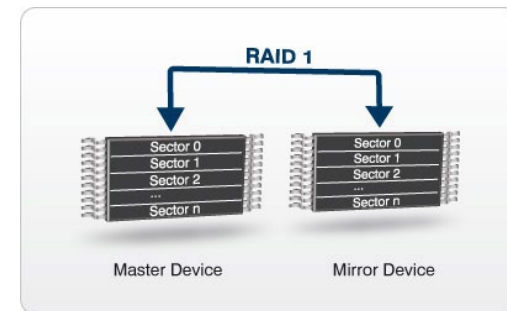 RAID 1
Sector 0
Sector 1
Sector 2
...
Sector n
Sector 0
Sector 1
Sector 2
...
Sector n
Master Device
Mirror Device